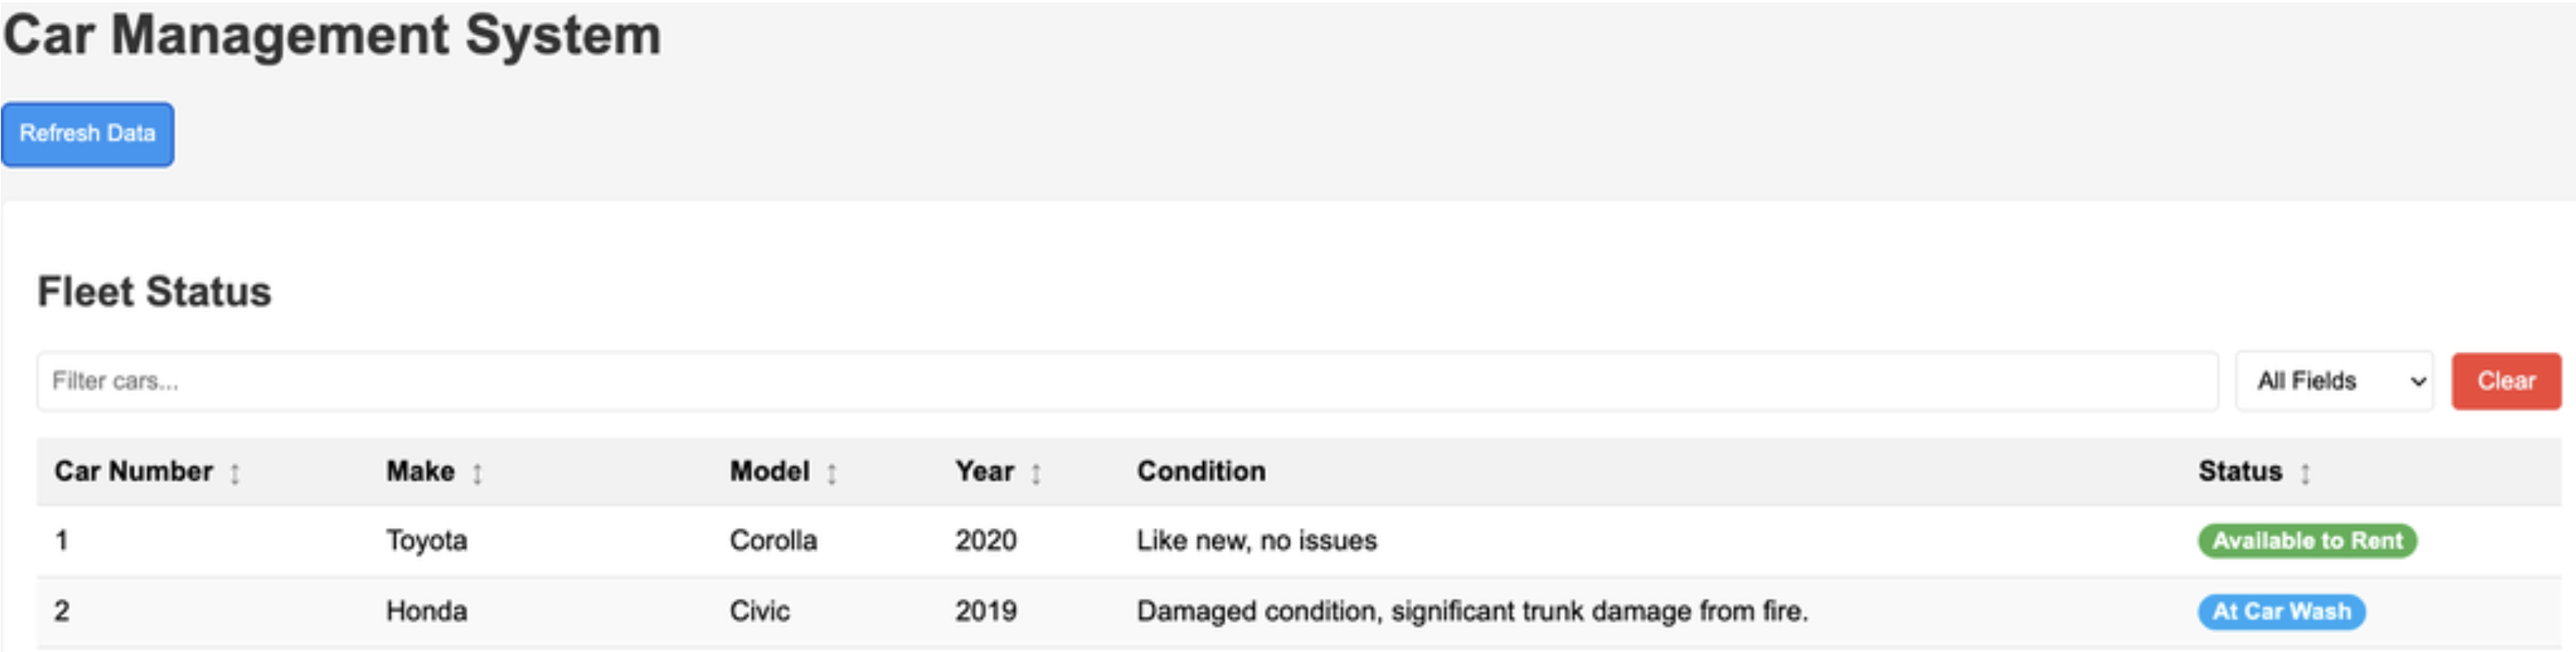 Car Management System
Refresh Data
Fleet Status
Filter cars... All Fields Clear
Car Number ↕ Make ↕ Model ↕ Year ↕ Condition Status ↕
1 Toyota Corolla 2020 Like new, no issues Available to Rent
2 Honda Civic 2019 Damaged condition, significant trunk damage from fire. At Car Wash